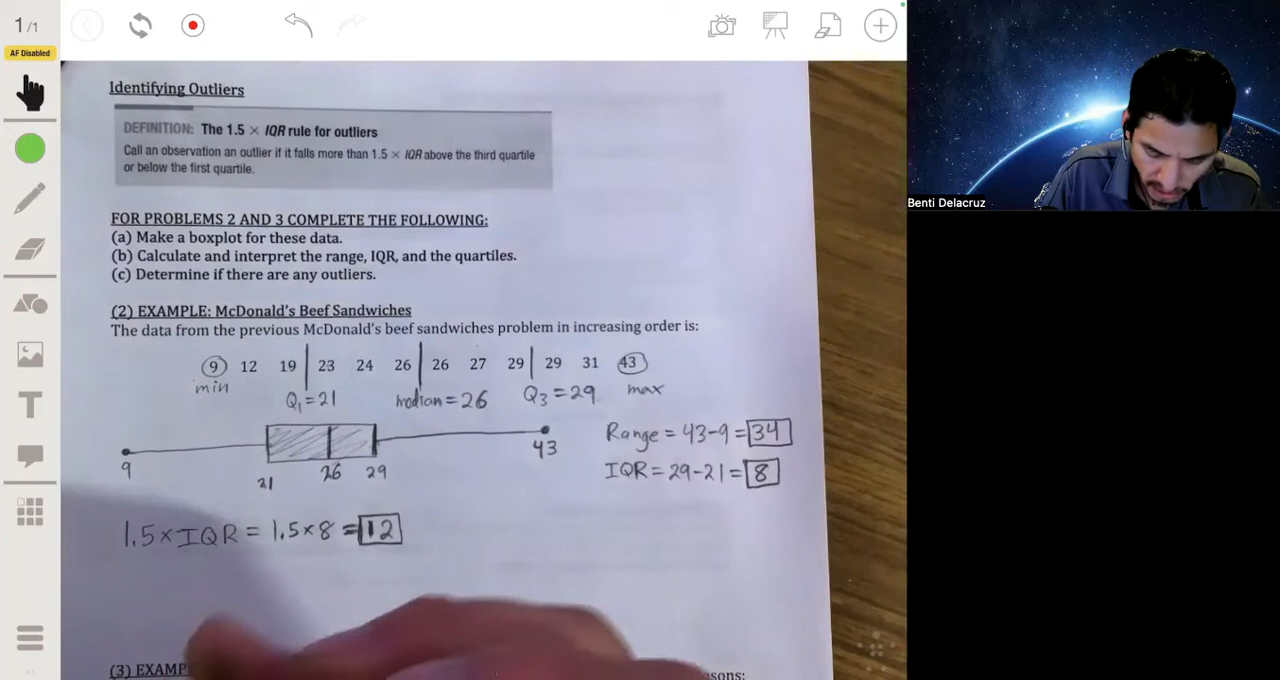 1/1
AF Disabled
T
Identifying Outliers
DEFINITION: The 1.5 × IQR rule for outliers
Call an observation an outlier if it falls more than 1.5 × IQR above the third quartile
or below the first quartile.
FOR PROBLEMS 2 AND 3 COMPLETE THE FOLLOWING:
(a) Make a boxplot for these data.
(b) Calculate and interpret the range, IQR, and the quartiles.
(c) Determine if there are any outliers.
(2) EXAMPLE: McDonald's Beef Sandwiches
The data from the previous McDonald's beef sandwiches problem in increasing order is:
9 12 19 23 24 26 26 27 29 29 31 43
min Q1=21 median=26 Q3=29 max
Range = 43-9 = 34
IQR = 29-21 = 8
9 21 26 29 43
1.5×IQR = 1.5×8 = 12
(3)
Benti Delacruz